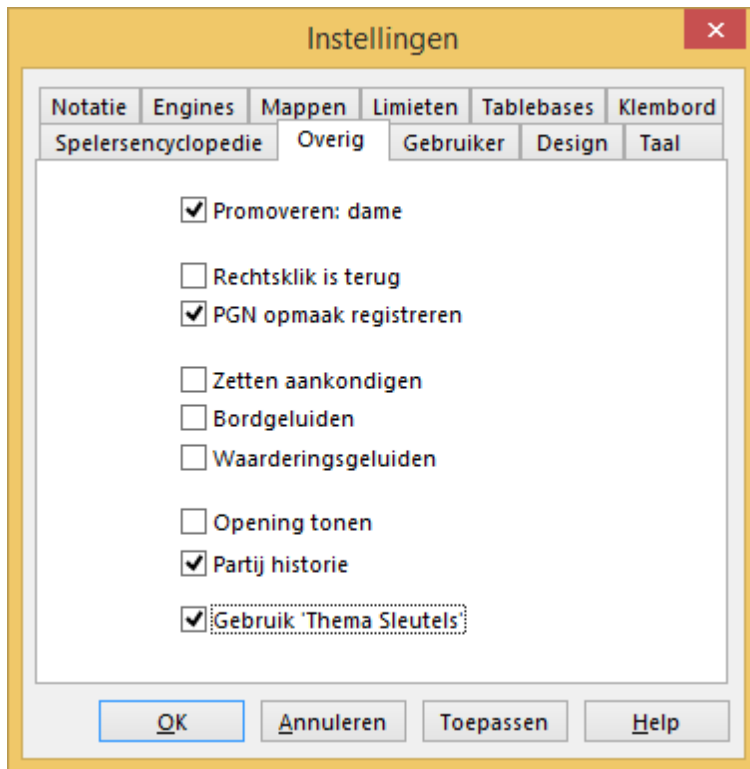 Instellingen
Notatie Engines Mappen Limieten Tablebases Klembord
Spelersencyclopedie Overig Gebruiker Design Taal
Promoveren: dame
Rechtsklik is terug
PGN opmaak registreren
Zetten aankondigen
Bordgeluiden
Waarderingsgeluiden
Opening tonen
Partij historie
Gebruik 'Thema Sleutels'
OK Annuleren Toepassen Help